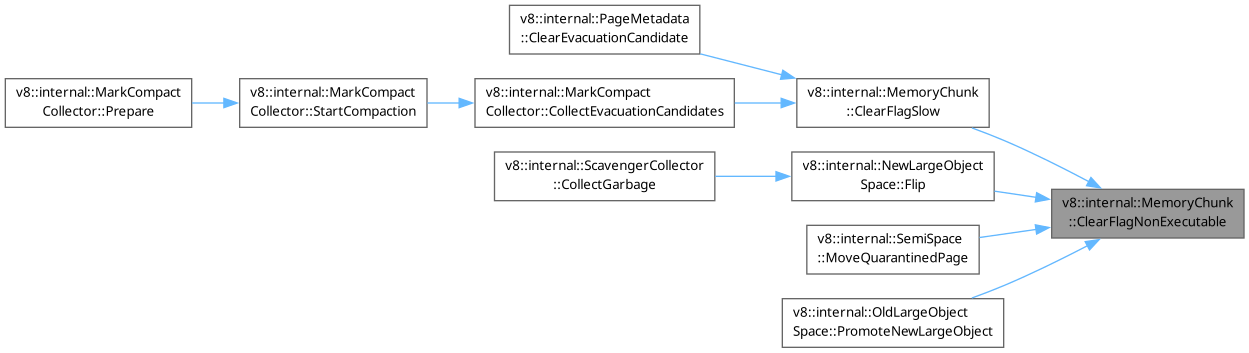 v8::internal::PageMetadata
::ClearEvacuationCandidate
v8::internal::MarkCompact
Collector::Prepare
v8::internal::MarkCompact
Collector::StartCompaction
v8::internal::MarkCompact
Collector::CollectEvacuationCandidates
v8::internal::MemoryChunk
::ClearFlagSlow
v8::internal::ScavengerCollector
::CollectGarbage
v8::internal::NewLargeObject
Space::Flip
v8::internal::MemoryChunk
::ClearFlagNonExecutable
v8::internal::SemiSpace
::MoveQuarantinedPage
v8::internal::OldLargeObject
Space::PromoteNewLargeObject